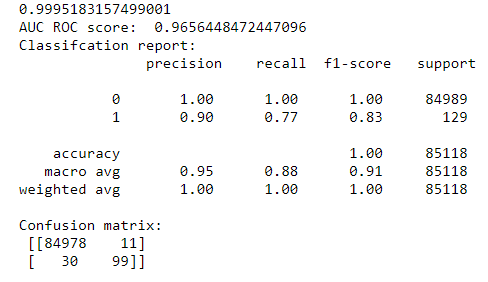 0.9995183157499001
AUC ROC score:  0.9656448472447096
Classifcation report:
              precision    recall  f1-score   support

           0       1.00      1.00      1.00     84989
           1       0.90      0.77      0.83       129

    accuracy                           1.00     85118
   macro avg       0.95      0.88      0.91     85118
weighted avg       1.00      1.00      1.00     85118

Confusion matrix:
 [[84978    11]
 [   30    99]]